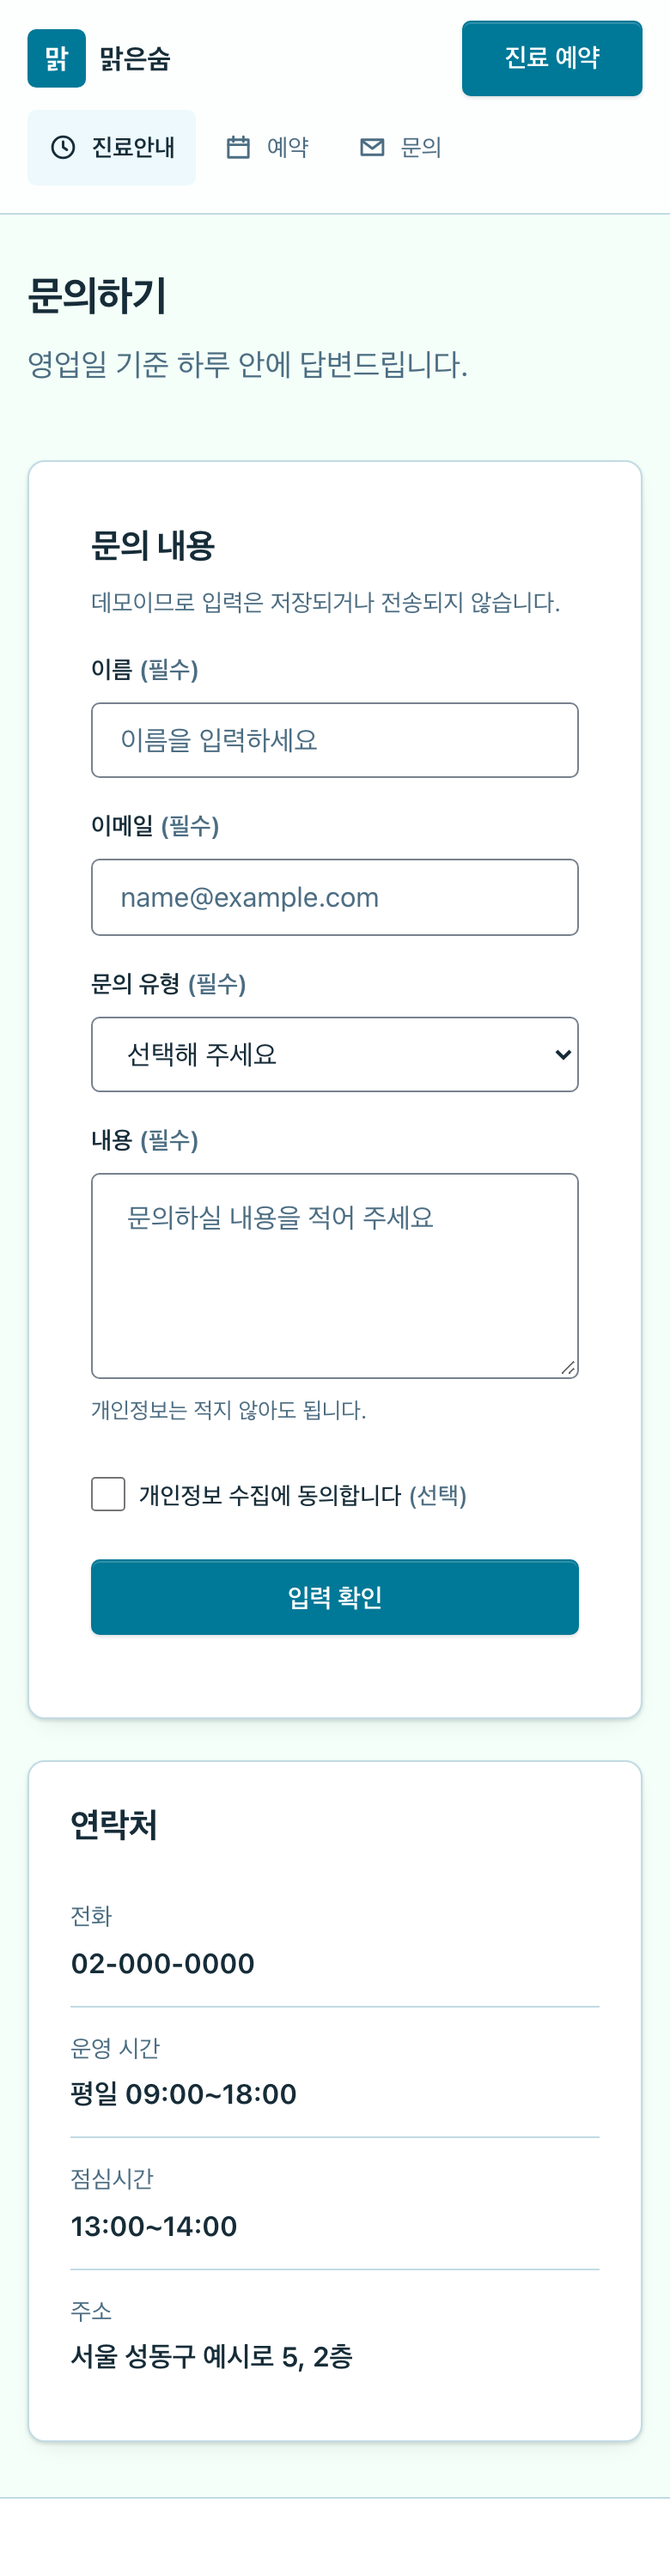 맑 맑은숨
진료 예약
진료안내 예약 문의
문의하기
영업일 기준 하루 안에 답변드립니다.
문의 내용
데모이므로 입력은 저장되거나 전송되지 않습니다.
이름 (필수)
이름을 입력하세요
이메일 (필수)
name@example.com
문의 유형 (필수)
선택해 주세요
내용 (필수)
문의하실 내용을 적어 주세요
개인정보는 적지 않아도 됩니다.
개인정보 수집에 동의합니다 (선택)
입력 확인
연락처
전화
02-000-0000
운영 시간
평일 09:00~18:00
점심시간
13:00~14:00
주소
서울 성동구 예시로 5, 2층